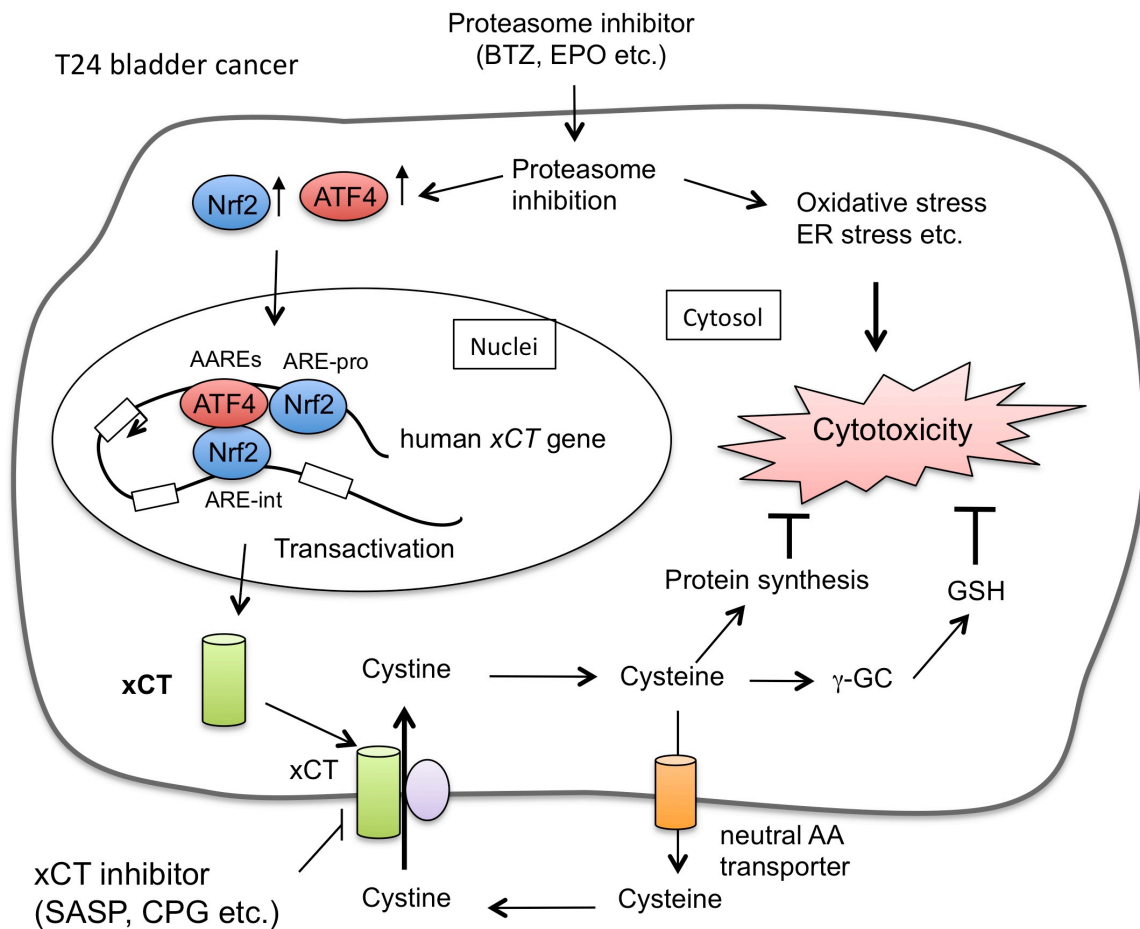 Proteasome inhibitor
(BTZ, EPO etc.)
T24 bladder cancer
Nrf2
ATF4
Proteasome
inhibition
Oxidative stress
ER stress etc.
Nuclei
Cytosol
AAREs
ARE-pro
ATF4
Nrf2
Nrf2
human xCT gene
ARE-int
Transactivation
Cytotoxicity
Protein synthesis
GSH
xCT
Cystine
Cysteine
γ-GC
xCT
neutral AA
transporter
xCT inhibitor
(SASP, CPG etc.)
Cystine
Cysteine